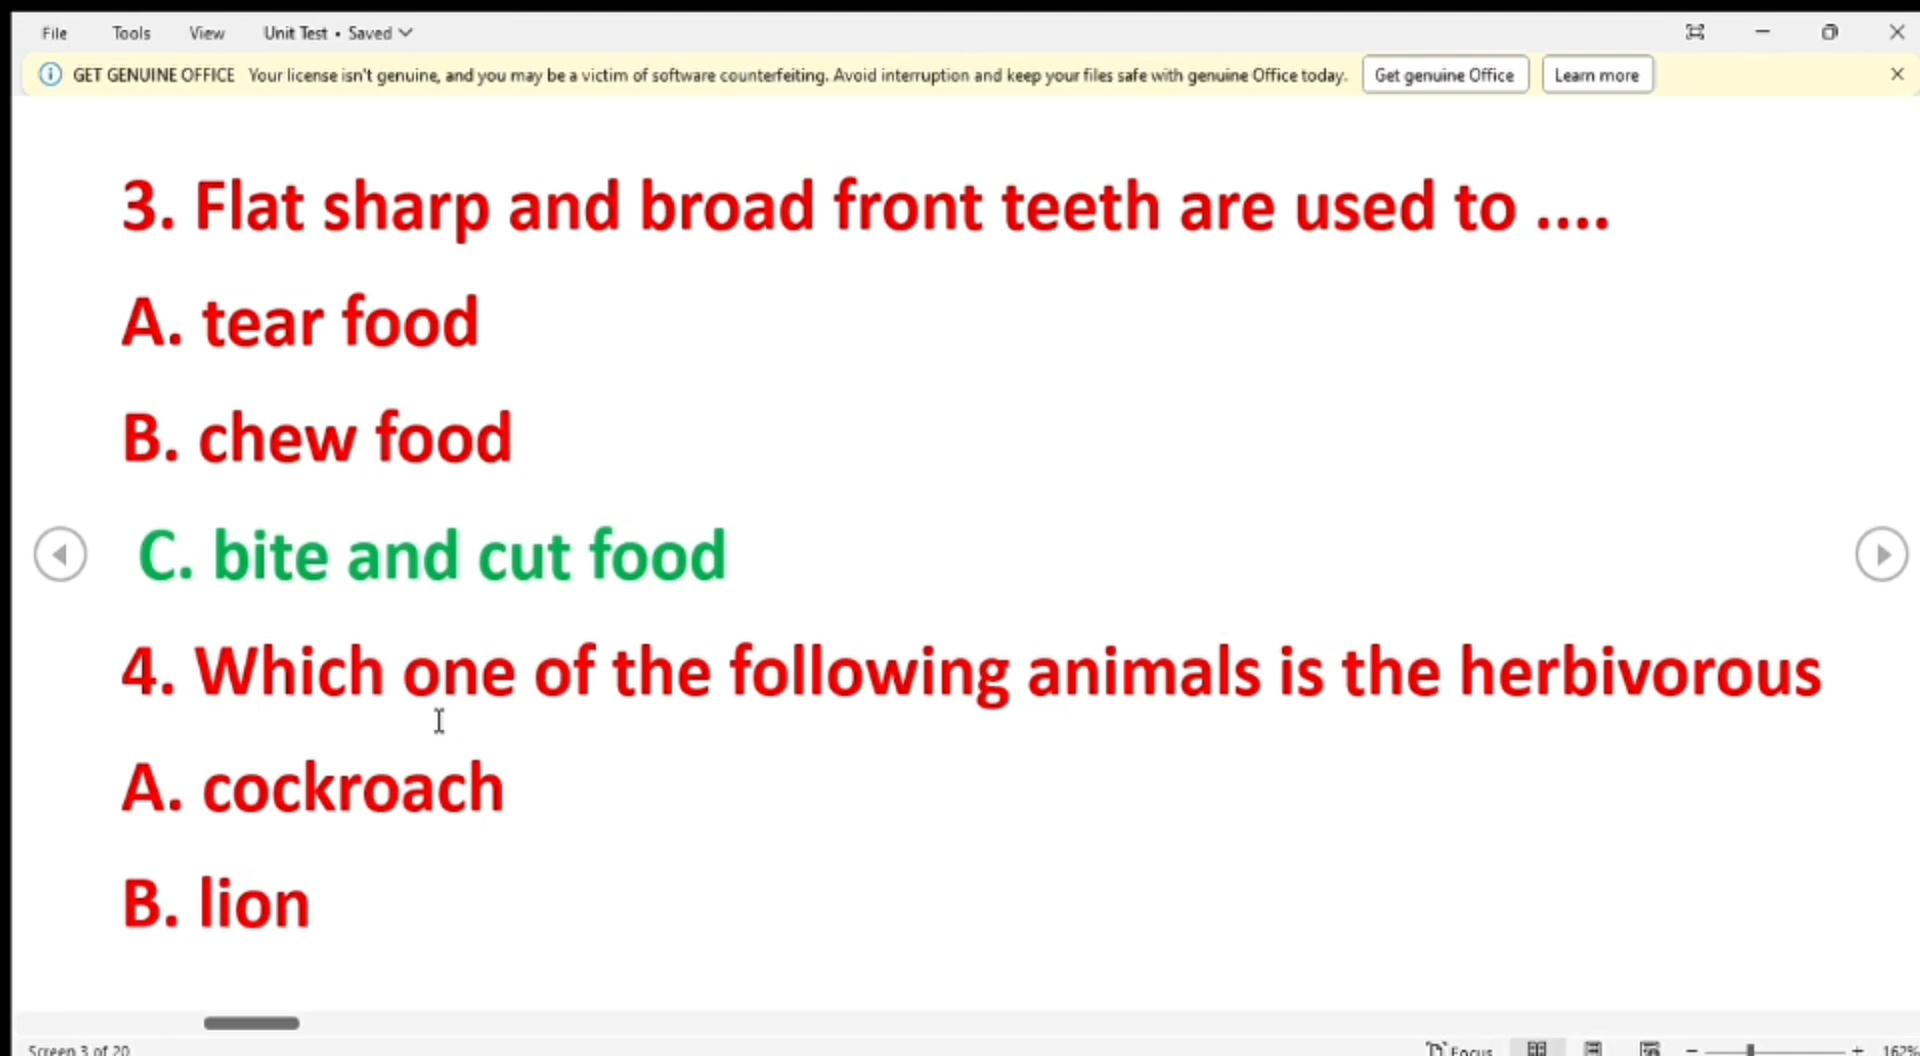 File Tools View Unit Test • Saved
GET GENUINE OFFICE Your license isn't genuine, and you may be a victim of software counterfeiting. Avoid interruption and keep your files safe with genuine Office today. Get genuine Office Learn more
3. Flat sharp and broad front teeth are used to ....
A. tear food
B. chew food
C. bite and cut food
4. Which one of the following animals is the herbivorous
A. cockroach
B. lion
Screen 3 of 20 Focus 162%